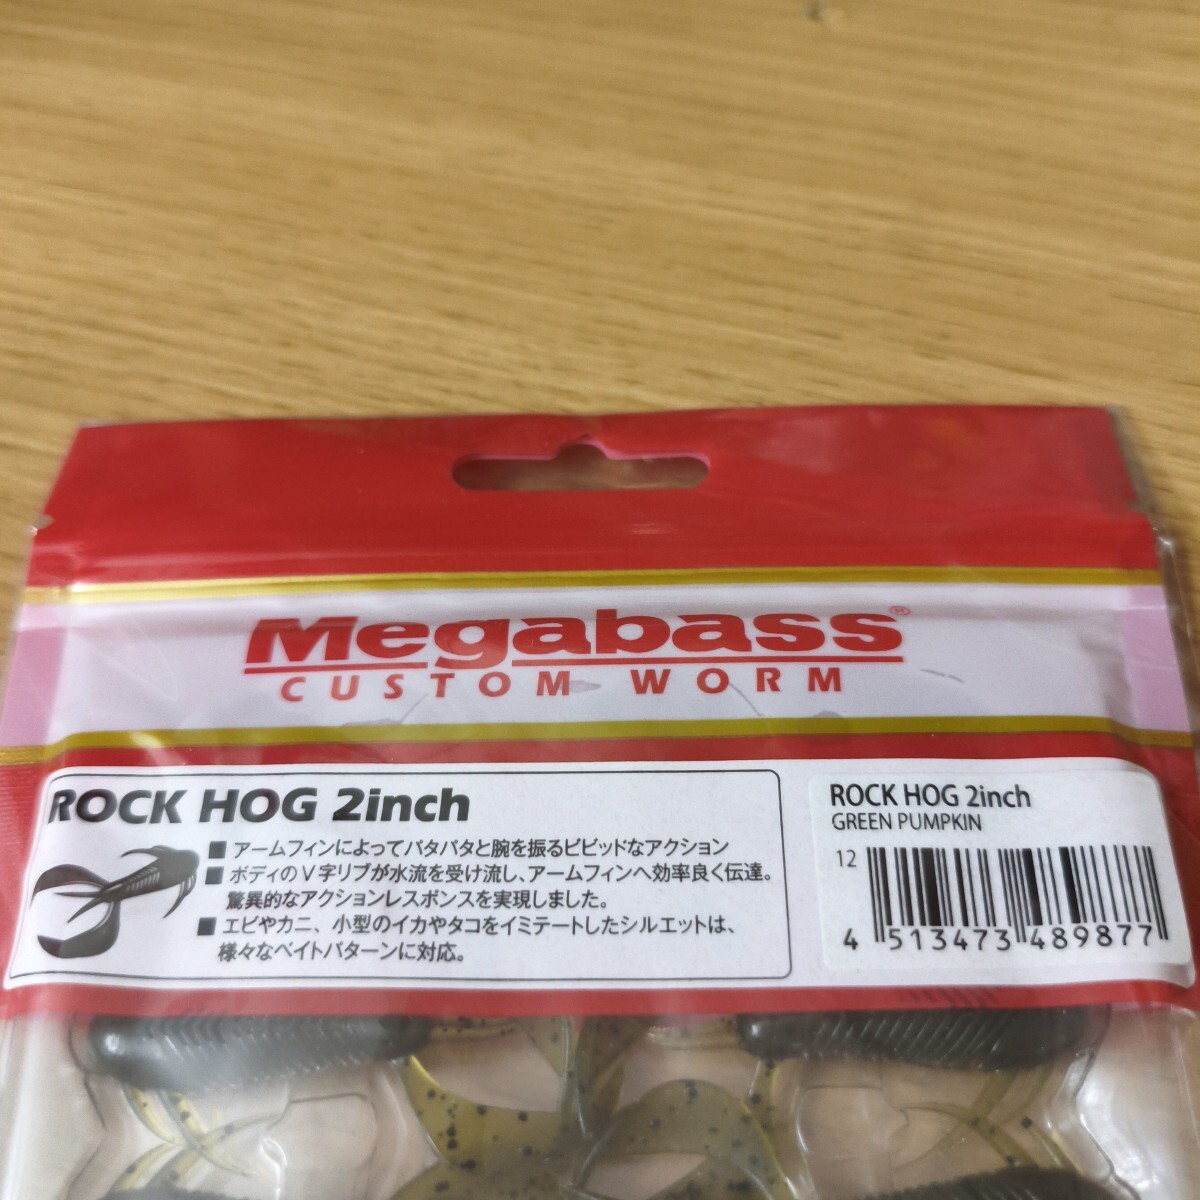 Megabass®
CUSTOM WORM
ROCK HOG 2inch
■ アームフィンによってパタパタと腕を振るビビッドなアクション
■ ボディのV字リブが水流を受け流し、アームフィンへ効率良く伝達。
驚異的なアクションレスポンスを実現しました。
■ エビやカニ、小型のイカやタコをイミテートしたシルエットは、
様々なベイトパターンに対応。
ROCK HOG 2inch
GREEN PUMPKIN
12
4 513473 489877